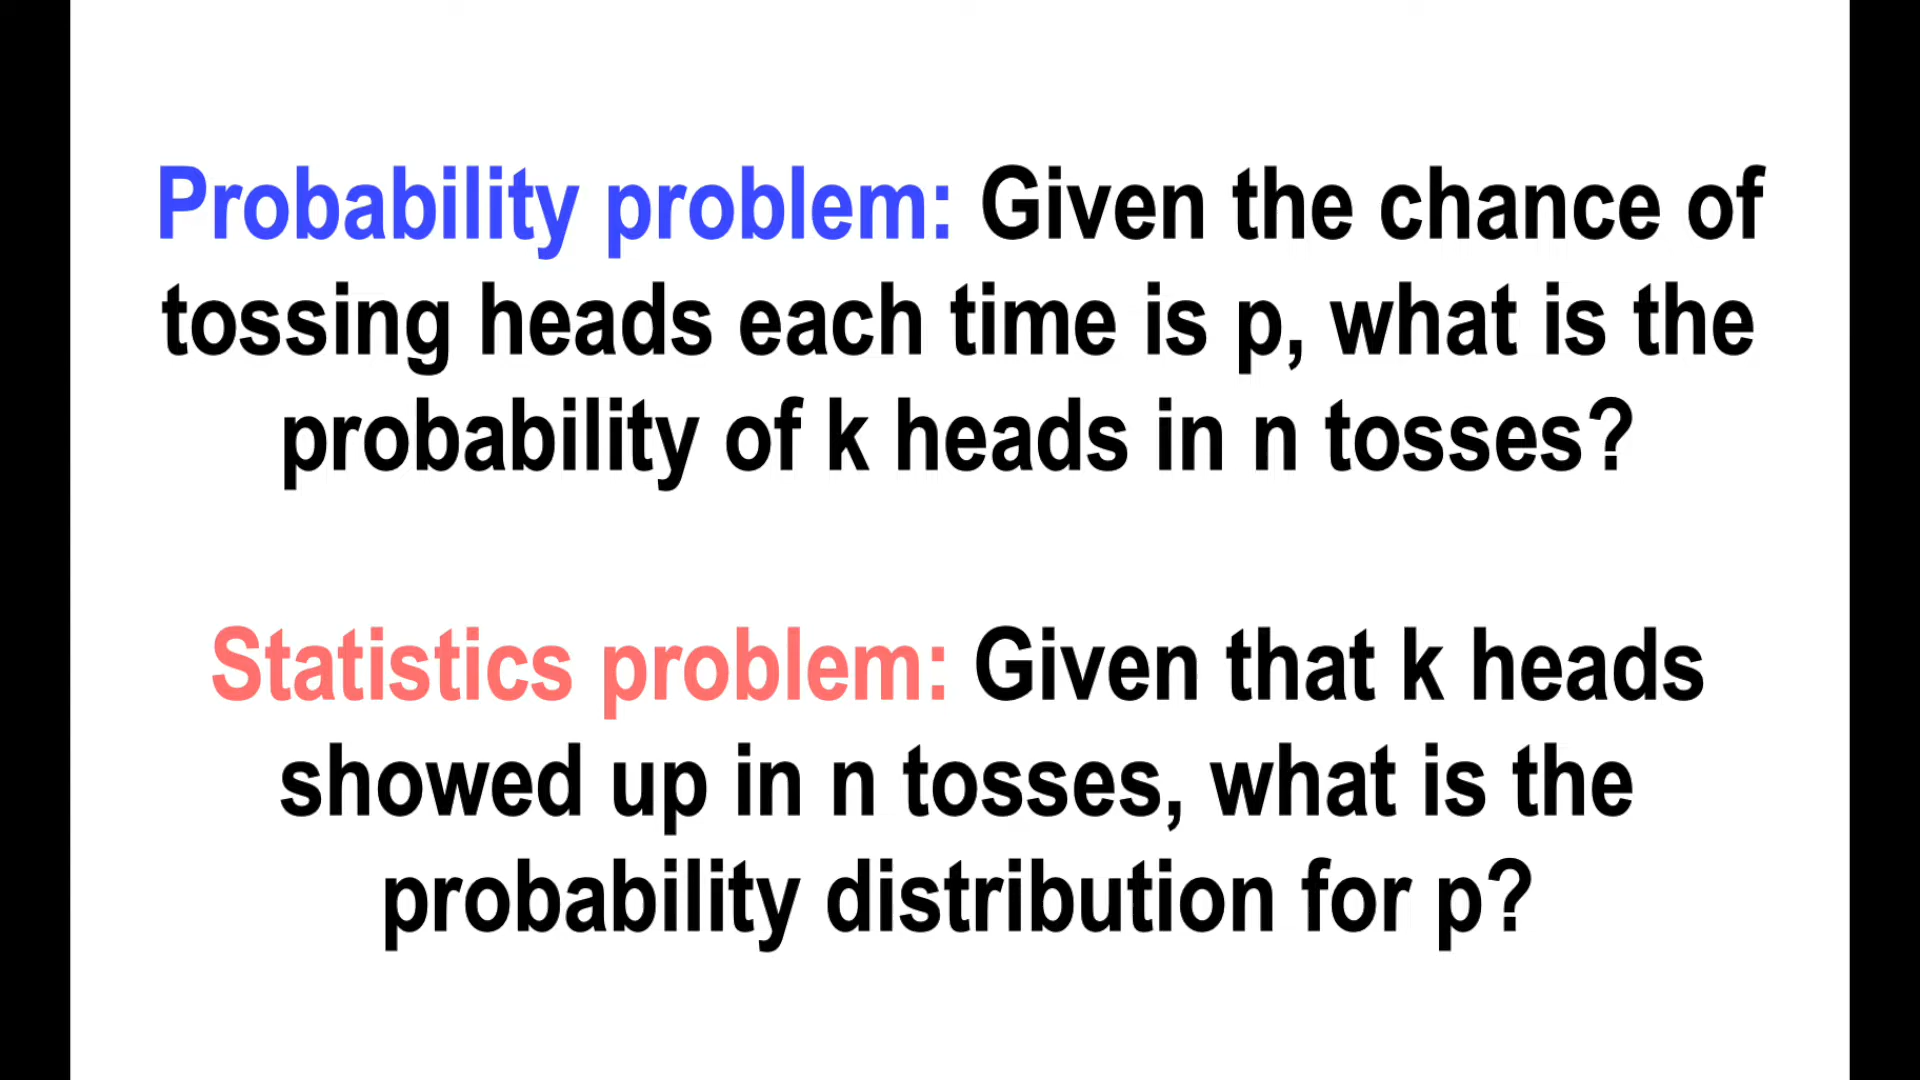 Probability problem: Given the chance of
tossing heads each time is p, what is the
probability of k heads in n tosses?
Statistics problem: Given that k heads
showed up in n tosses, what is the
probability distribution for p?